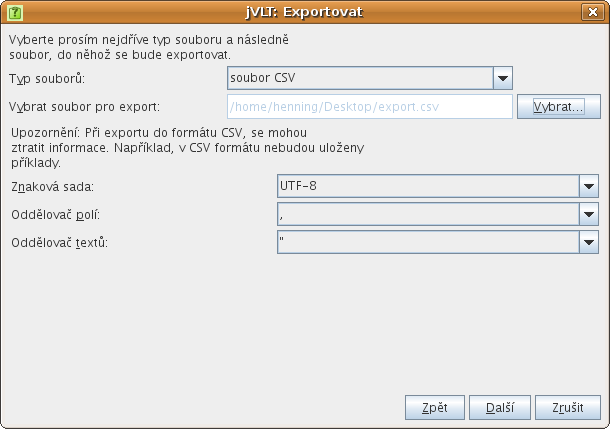 jVLT: Exportovat
Vyberte prosím nejdříve typ souboru a následně
soubor, do něhož se bude exportovat.
Typ souborů:
soubor CSV
Vybrat soubor pro export:
/home/henning/Desktop/export.csv
Vybrat...
Upozornění: Při exportu do formátu CSV, se mohou
ztratit informace. Například, v CSV formátu nebudou uloženy
příklady.
Znaková sada:
UTF-8
Oddělovač polí:
,
Oddělovač textů:
"
Zpět
Další
Zrušit